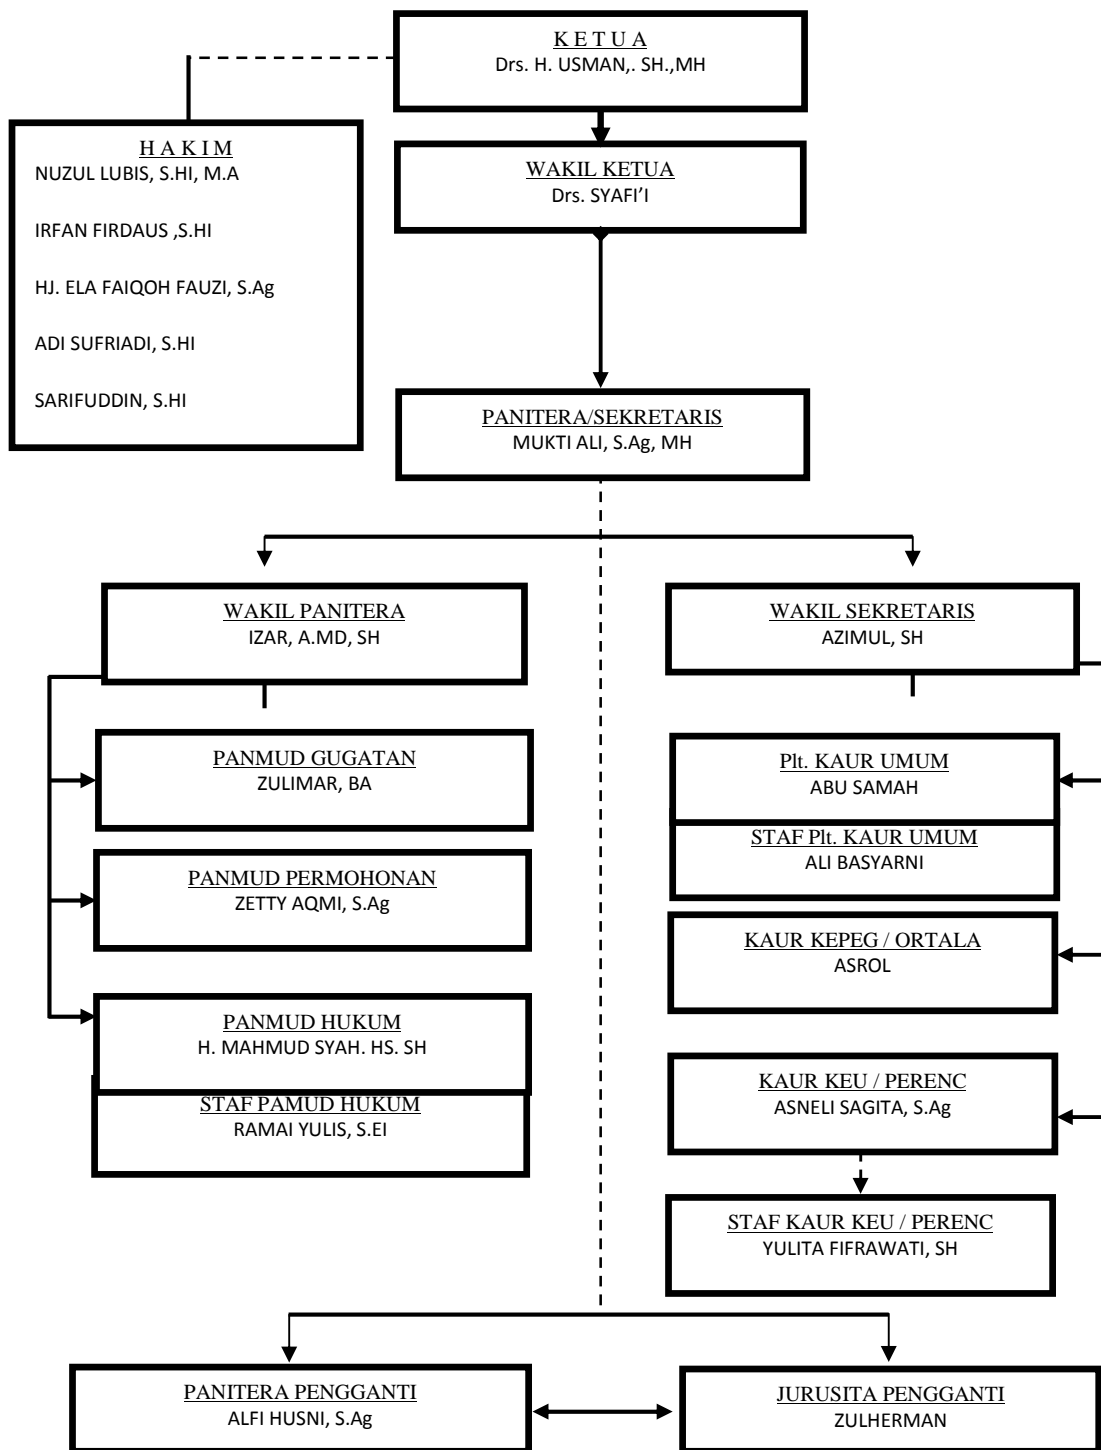 K E T U A
Drs. H. USMAN,. SH.,MH
H A K I M
NUZUL LUBIS, S.HI, M.A
IRFAN FIRDAUS ,S.HI
HJ. ELA FAIQOH FAUZI, S.Ag
ADI SUFRIADI, S.HI
SARIFUDDIN, S.HI
WAKIL KETUA
Drs. SYAFI’I
PANITERA/SEKRETARIS
MUKTI ALI, S.Ag, MH
WAKIL PANITERA
IZAR, A.MD, SH
WAKIL SEKRETARIS
AZIMUL, SH
PANMUD GUGATAN
ZULIMAR, BA
PANMUD PERMOHONAN
ZETTY AQMI, S.Ag
PANMUD HUKUM
H. MAHMUD SYAH. HS. SH
STAF PAMUD HUKUM
RAMAI YULIS, S.EI
Plt. KAUR UMUM
ABU SAMAH
STAF Plt. KAUR UMUM
ALI BASYARNI
KAUR KEPEG / ORTALA
ASROL
KAUR KEU / PERENC
ASNELI SAGITA, S.Ag
STAF KAUR KEU / PERENC
YULITA FIFRAWATI, SH
PANITERA PENGGANTI
ALFI HUSNI, S.Ag
JURUSITA PENGGANTI
ZULHERMAN